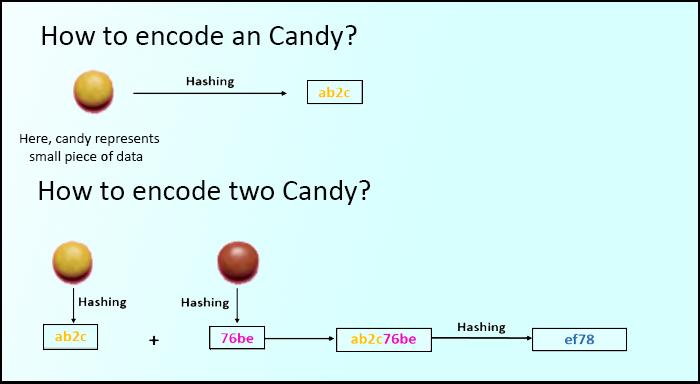 How to encode an Candy?
Hashing
ab2c
Here, candy represents
small piece of data
How to encode two Candy?
Hashing
Hashing
ab2c
+
76be
ab2c76be
Hashing
ef78